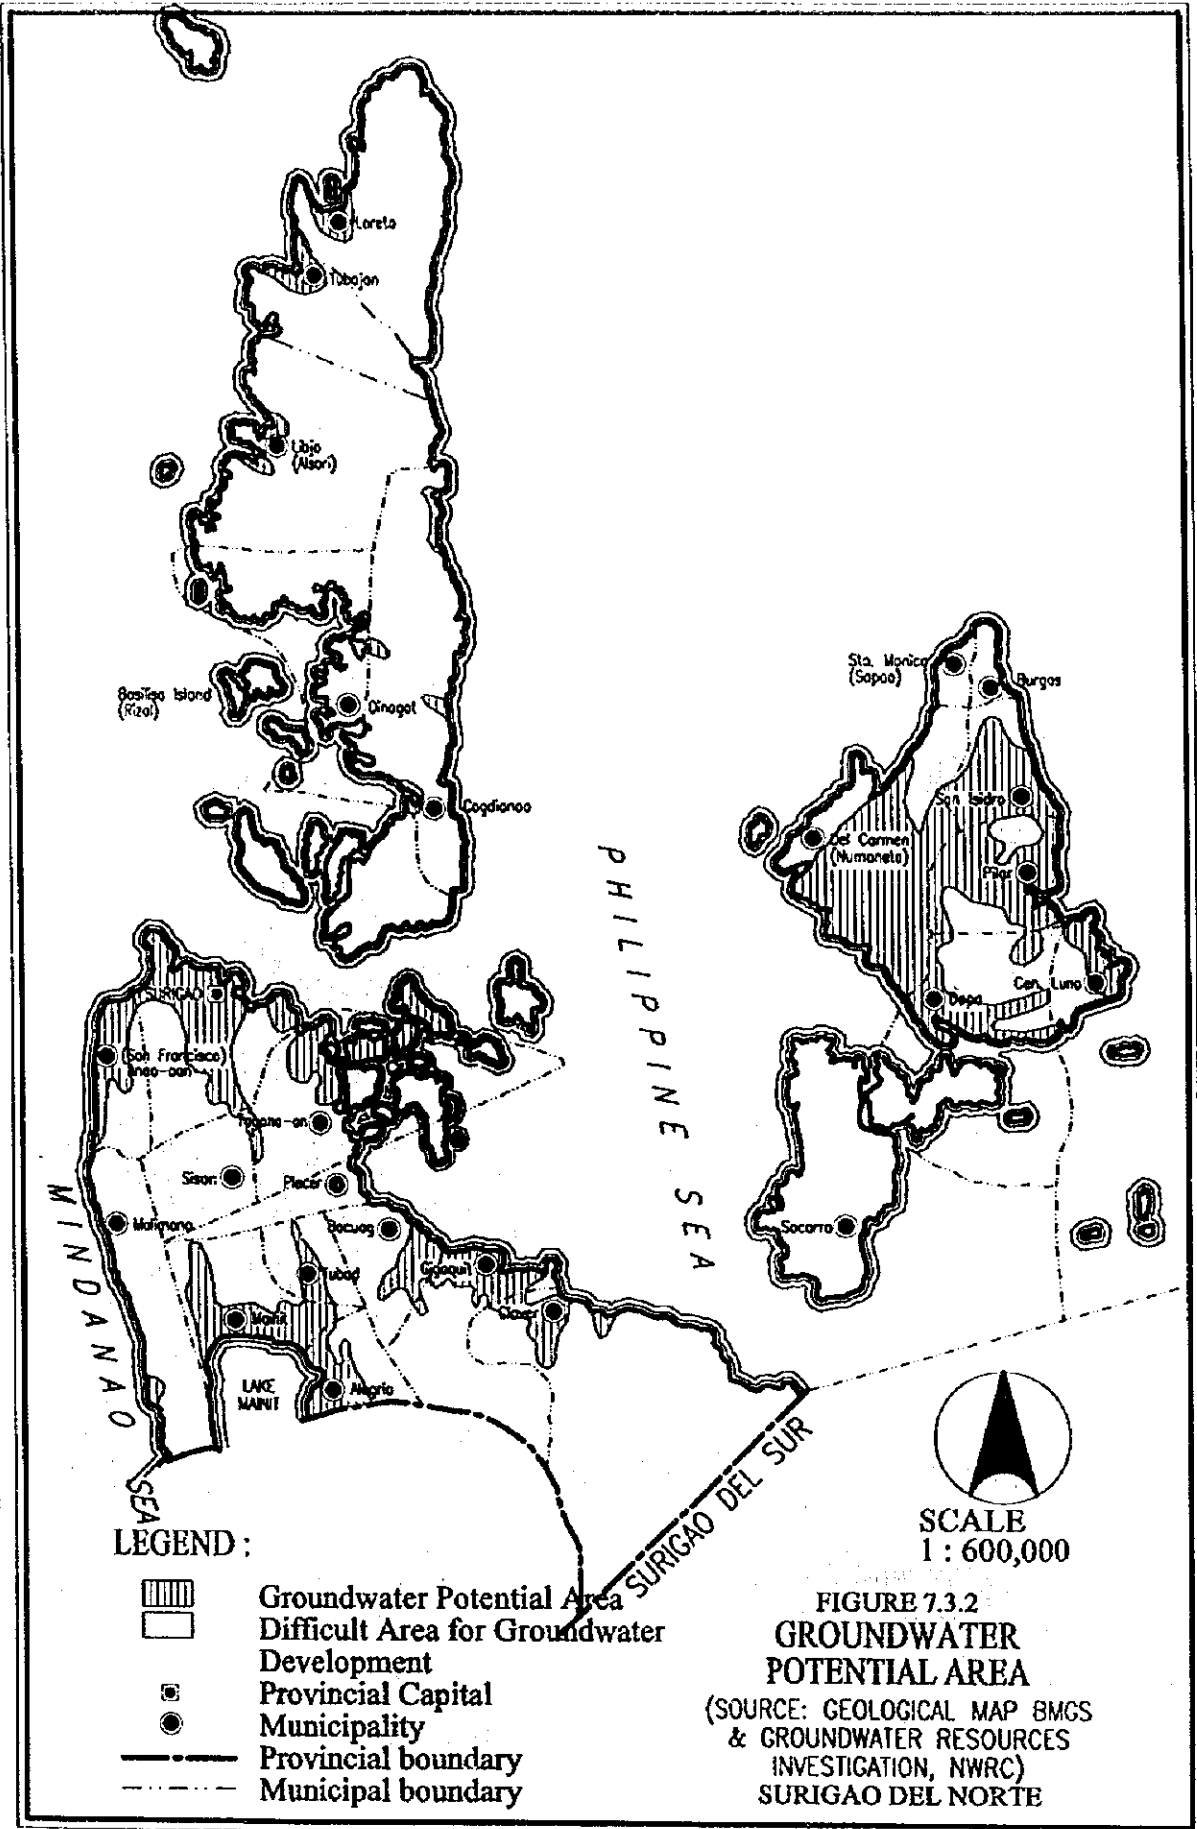 Loreto
Tubajan
Libjo
(Albor)
Basilisa Island
(Rizal)
Dinagat
Cagdianao
Sta. Monica
(Sapao)
Burgos
San Isidro
Del Carmen
(Numancia)
Pilar
Gen. Luna
Dapa
PHILIPPINE SEA
SURIGAO
(San Francisco)
Anao-aon
Tagana-an
Sison
Placer
Malimono
Bacuag
Socorro
Tubod
Gigaquit
Mainit
Claver
LAKE
MAINIT
Alegria
MINDANAO
SEA
SURIGAO DEL SUR
SCALE
1 : 600,000
LEGEND :
Groundwater Potential Area
Difficult Area for Groundwater
Development
Provincial Capital
Municipality
Provincial boundary
Municipal boundary
FIGURE 7.3.2
GROUNDWATER
POTENTIAL AREA
(SOURCE: GEOLOGICAL MAP BMGS
& GROUNDWATER RESOURCES
INVESTIGATION, NWRC)
SURIGAO DEL NORTE